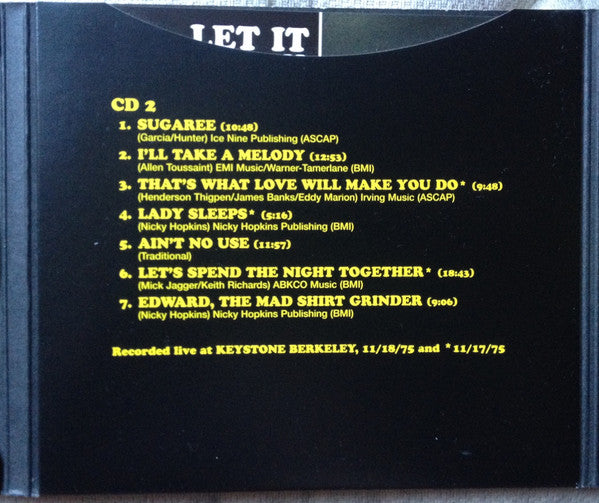 LET IT
CD 2
1. SUGAREE (10:48)
(Garcia/Hunter) Ice Nine Publishing (ASCAP)
2. I'LL TAKE A MELODY (12:53)
(Allen Toussaint) EMI Music/Warner-Tamerlane (BMI)
3. THAT'S WHAT LOVE WILL MAKE YOU DO* (9:48)
(Henderson Thigpen/James Banks/Eddy Marion) Irving Music (ASCAP)
4. LADY SLEEPS* (5:16)
(Nicky Hopkins) Nicky Hopkins Publishing (BMI)
5. AIN'T NO USE (11:57)
(Traditional)
6. LET'S SPEND THE NIGHT TOGETHER* (18:43)
(Mick Jagger/Keith Richards) ABKCO Music (BMI)
7. EDWARD, THE MAD SHIRT GRINDER (9:06)
(Nicky Hopkins) Nicky Hopkins Publishing (BMI)
Recorded live at KEYSTONE BERKELEY, 11/18/75 and *11/17/75